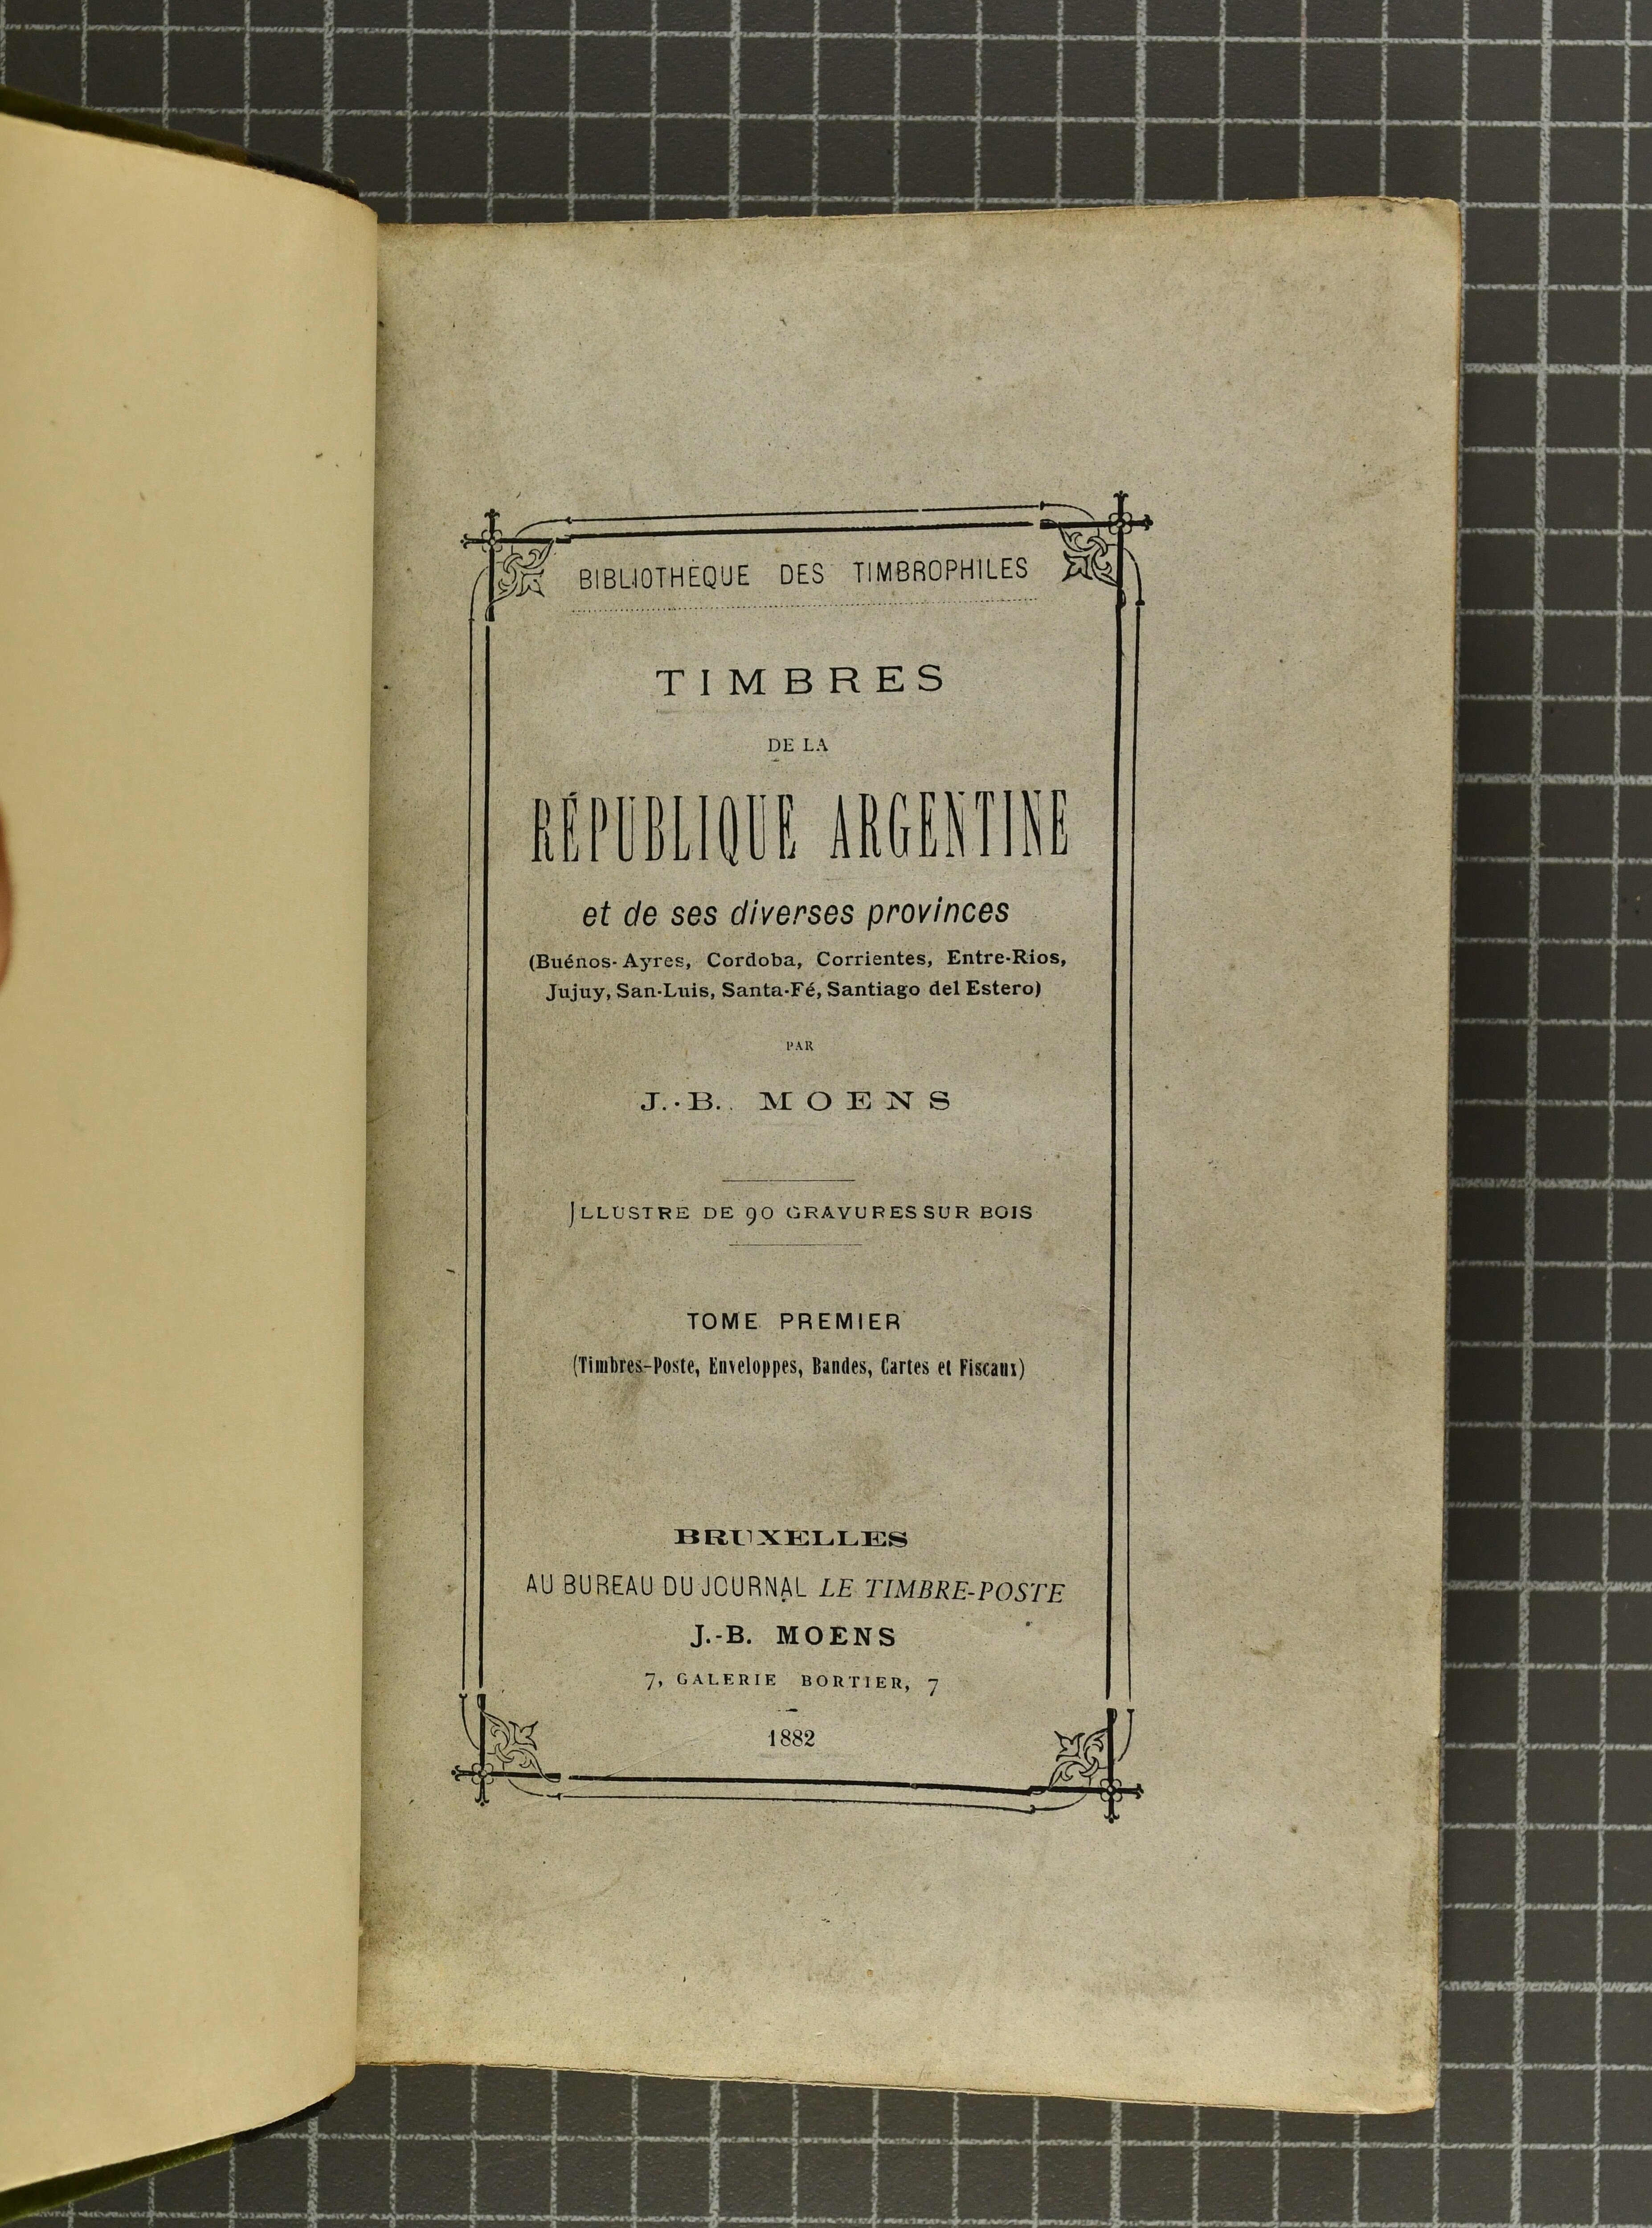 BIBLIOTHÈQUE DES TIMBROPHILES
TIMBRES
DE LA
RÉPUBLIQUE ARGENTINE
et de ses diverses provinces
(Buénos-Ayres, Cordoba, Corrientes, Entre-Rios,
Jujuy, San-Luis, Santa-Fé, Santiago del Estero)
PAR
J.-B. MOENS
ILLUSTRÉ DE 90 GRAVURES SUR BOIS
TOME PREMIER
(Timbres-Poste, Enveloppes, Bandes, Cartes et Fiscaux)
BRUXELLES
AU BUREAU DU JOURNAL LE TIMBRE-POSTE
J.-B. MOENS
7, GALERIE BORTIER, 7
1882